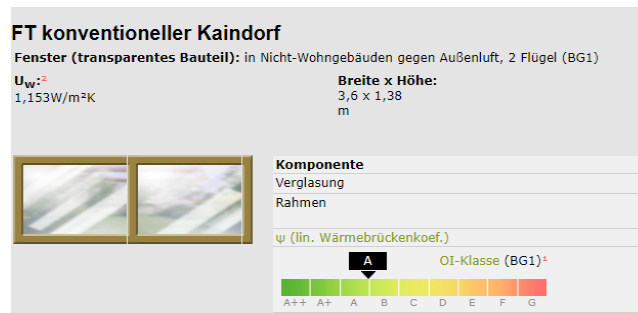 FT konventioneller Kaindorf
Fenster (transparentes Bauteil): in Nicht-Wohngebäuden gegen Außenluft, 2 Flügel (BG1)
Uw:²
1,153W/m²K
Breite x Höhe:
3,6 x 1,38
m
Komponente
Verglasung
Rahmen
ψ (lin. Wärmebrückenkoef.)
A
OI-Klasse (BG1)¹
A++ A+ A B C D E F G